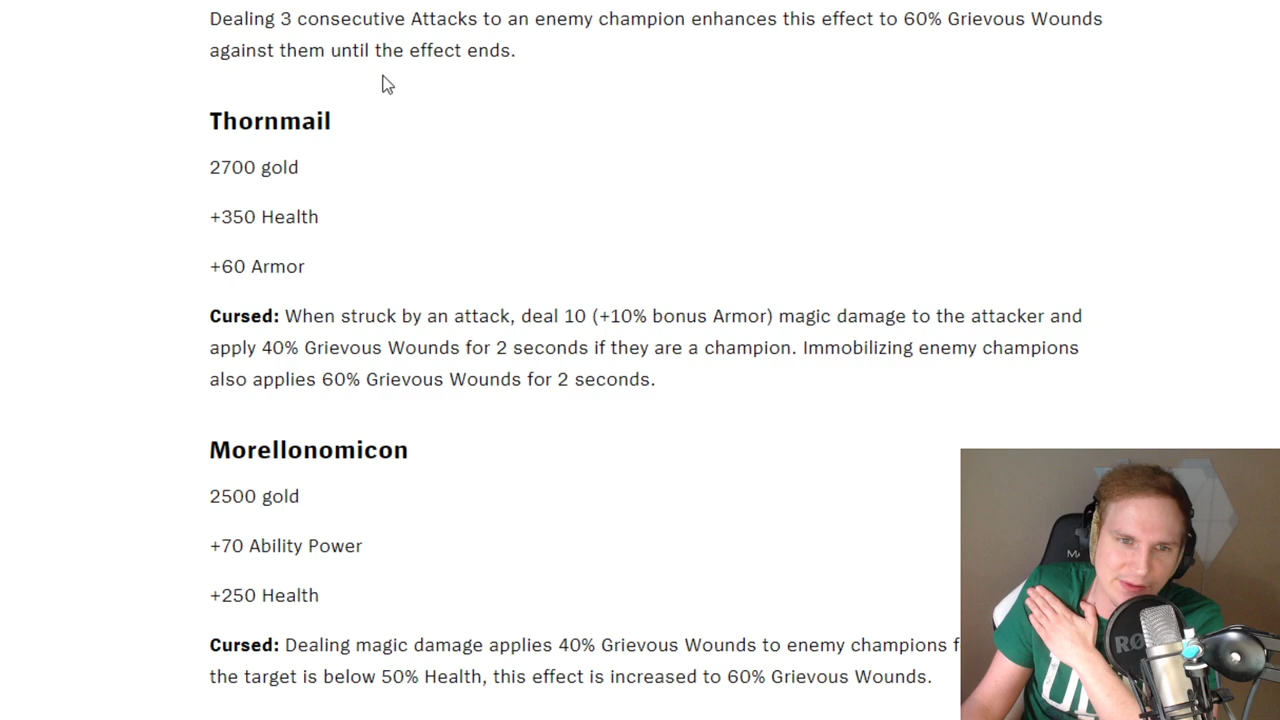 Dealing 3 consecutive Attacks to an enemy champion enhances this effect to 60% Grievous Wounds
against them until the effect ends.
Thornmail
2700 gold
+350 Health
+60 Armor
Cursed: When struck by an attack, deal 10 (+10% bonus Armor) magic damage to the attacker and
apply 40% Grievous Wounds for 2 seconds if they are a champion. Immobilizing enemy champions
also applies 60% Grievous Wounds for 2 seconds.
Morellonomicon
2500 gold
+70 Ability Power
+250 Health
Cursed: Dealing magic damage applies 40% Grievous Wounds to enemy champions f
the target is below 50% Health, this effect is increased to 60% Grievous Wounds.
RØ